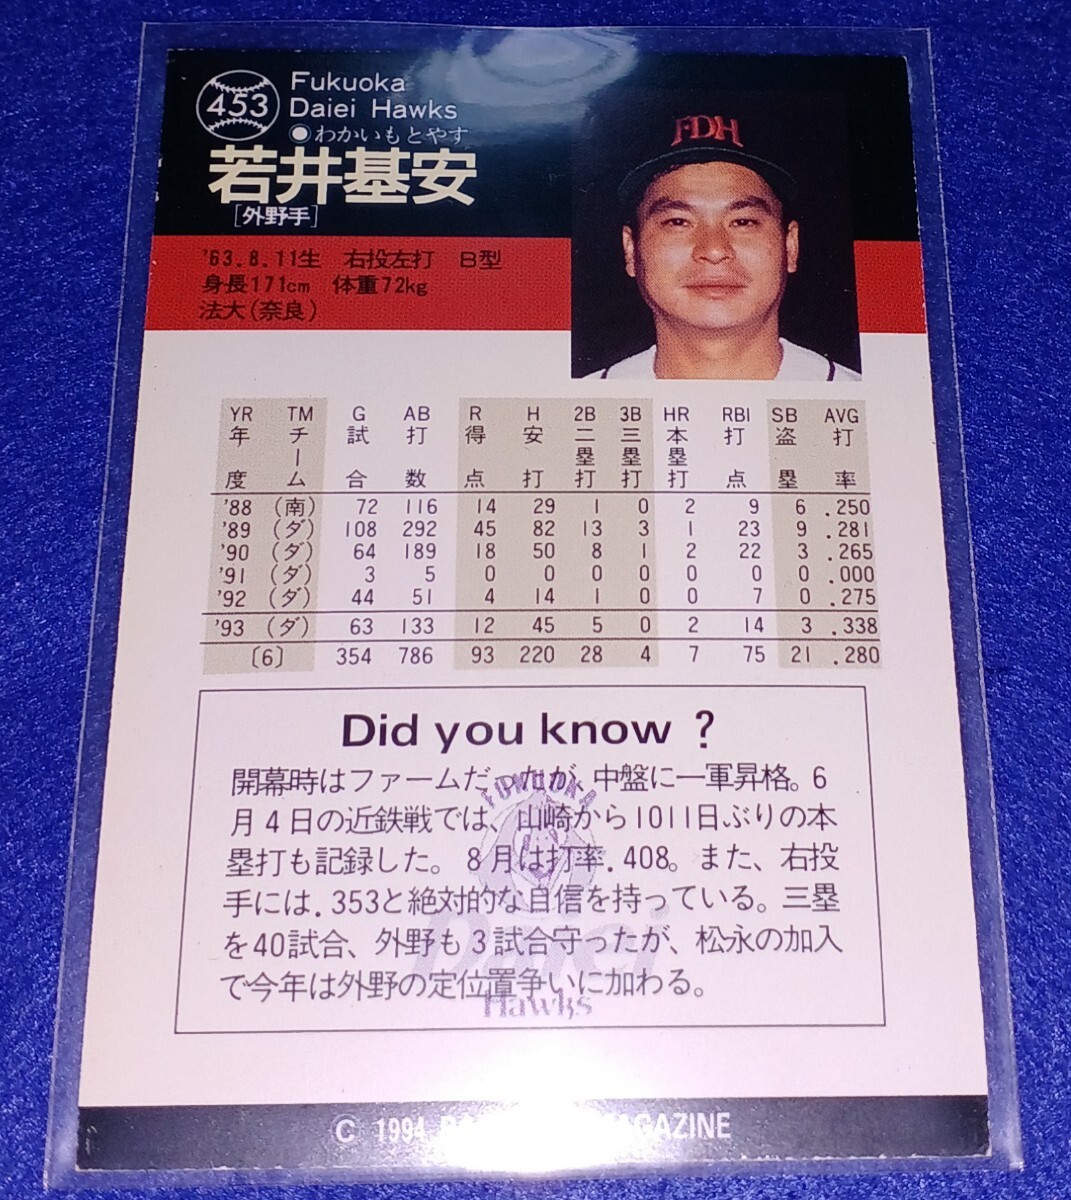 453
Fukuoka
Daiei Hawks
●わかいもとやす
若井基安
[外野手]
FDH
'63.8.11生 右投左打 B型
身長171cm 体重72kg
法大(奈良)
YR TM G AB R H 2B 3B HR RBI SB AVG
年度 チーム 試合 打数 得点 安打 二塁打 三塁打 本塁打 打点 盗塁 打率
'88 (南) 72 116 14 29 1 0 2 9 6 .250
'89 (ダ) 108 292 45 82 13 3 1 23 9 .281
'90 (ダ) 64 189 18 50 8 1 2 22 3 .265
'91 (ダ) 3 5 0 0 0 0 0 0 0 .000
'92 (ダ) 44 51 4 14 1 0 0 7 0 .275
'93 (ダ) 63 133 12 45 5 0 2 14 3 .338
〔6〕 354 786 93 220 28 4 7 75 21 .280
Did you know ?
開幕時はファームだったが、中盤に一軍昇格。6
月4日の近鉄戦では、山崎から1011日ぶりの本
塁打も記録した。8月は打率.408。また、右投
手には.353と絶対的な自信を持っている。三塁
を40試合、外野も3試合守ったが、松永の加入
で今年は外野の定位置争いに加わる。
FUKUOKA
Daiei
Hawks
© 1994